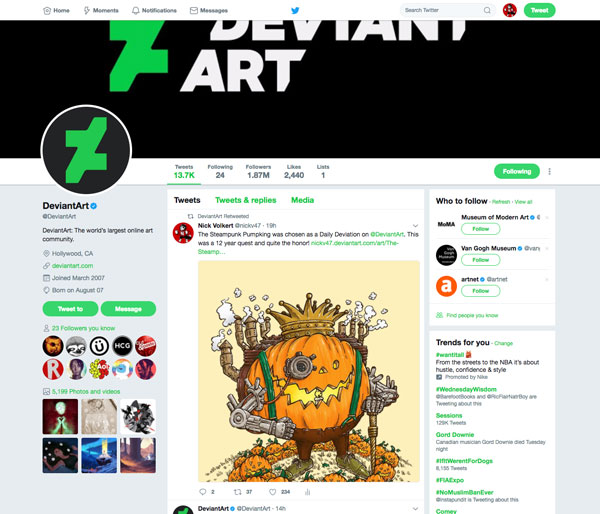 Home Moments Notifications Messages Search Twitter Tweet
DEVIANT
ART
Tweets Following Followers Likes Lists
13.7K 24 1.87M 2,440 1
Following
DeviantArt
@DeviantArt
DeviantArt: The world's largest online art
community.
Hollywood, CA
deviantart.com
Joined March 2007
Born on August 07
Tweet to Message
23 Followers you know
HCG
5,199 Photos and videos
Tweets Tweets & replies Media
DeviantArt Retweeted
Nick Volkert @nickv47 · 19h
The Steampunk Pumpking was chosen as a Daily Deviation on @DeviantArt, This
was a 12 year quest and quite the honor! nickv47.deviantart.com/art/The-
Steamp…
2 37 234
DeviantArt @DeviantArt · 14h
Who to follow · Refresh · View all
MoMA
Museum of Modern Art @
Follow
Van Gogh Museum @vang
Follow
artnet @artnet
Follow
Find people you know
Trends for you · Change
#wantitall
From the streets to the NBA it's about
hustle, confidence & style
Promoted by Nike
#WednesdayWisdom
@BarefootBooks and @RicFlairNatrBoy are
Tweeting about this
Sessions
128K Tweets
Gord Downie
Canadian musician Gord Downie died Tuesday
night
#IfItWerentForDogs
8,155 Tweets
#FIAExpo
#NoMuslimBanEver
@instapundit is Tweeting about this
Comey